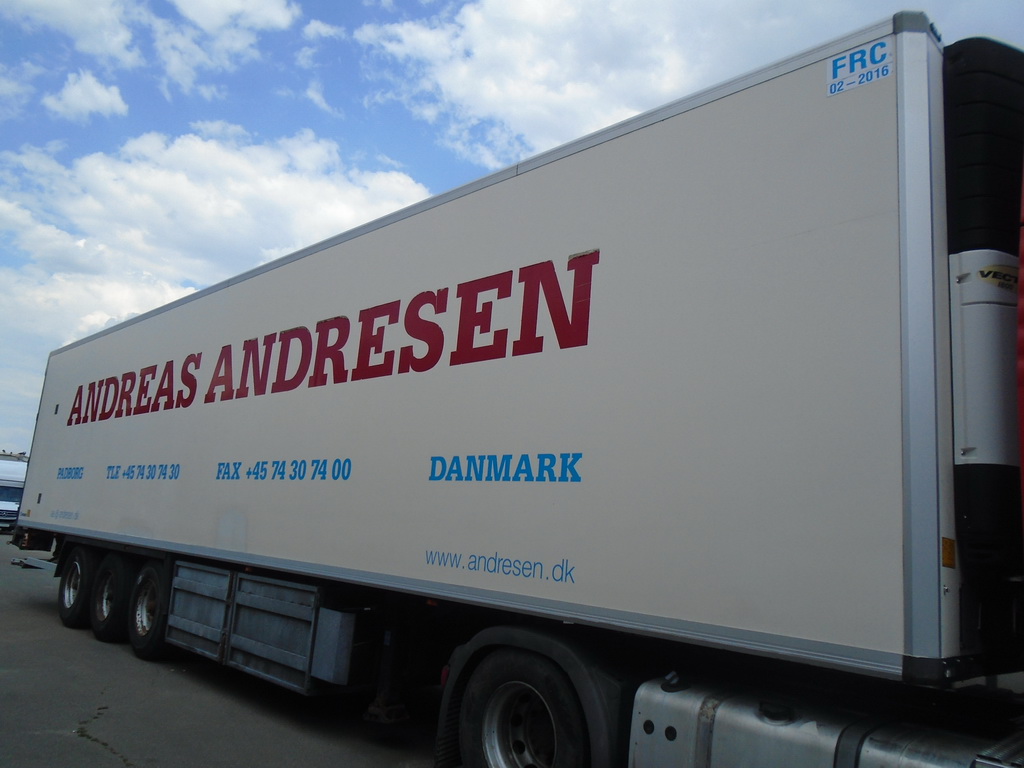 FRC
02-2016
ANDREAS ANDRESEN
PADBORG TLF +45 74 30 74 30 FAX +45 74 30 74 00 DANMARK
www.andresen.dk